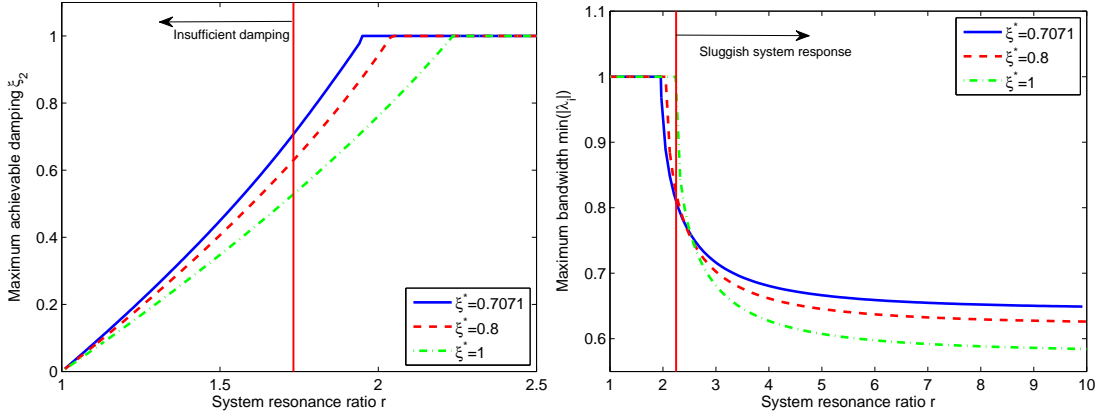 Insufficient damping
Maximum achievable damping ξ₂
1
0.8
0.6
0.4
0.2
0
1
1.5
2
2.5
System resonance ratio r
ξ*=0.7071
ξ*=0.8
ξ*=1
Sluggish system response
Maximum bandwidth min(|λᵢ|)
1.1
1
0.9
0.8
0.7
0.6
1
2
3
4
5
6
7
8
9
10
System resonance ratio r
ξ*=0.7071
ξ*=0.8
ξ*=1